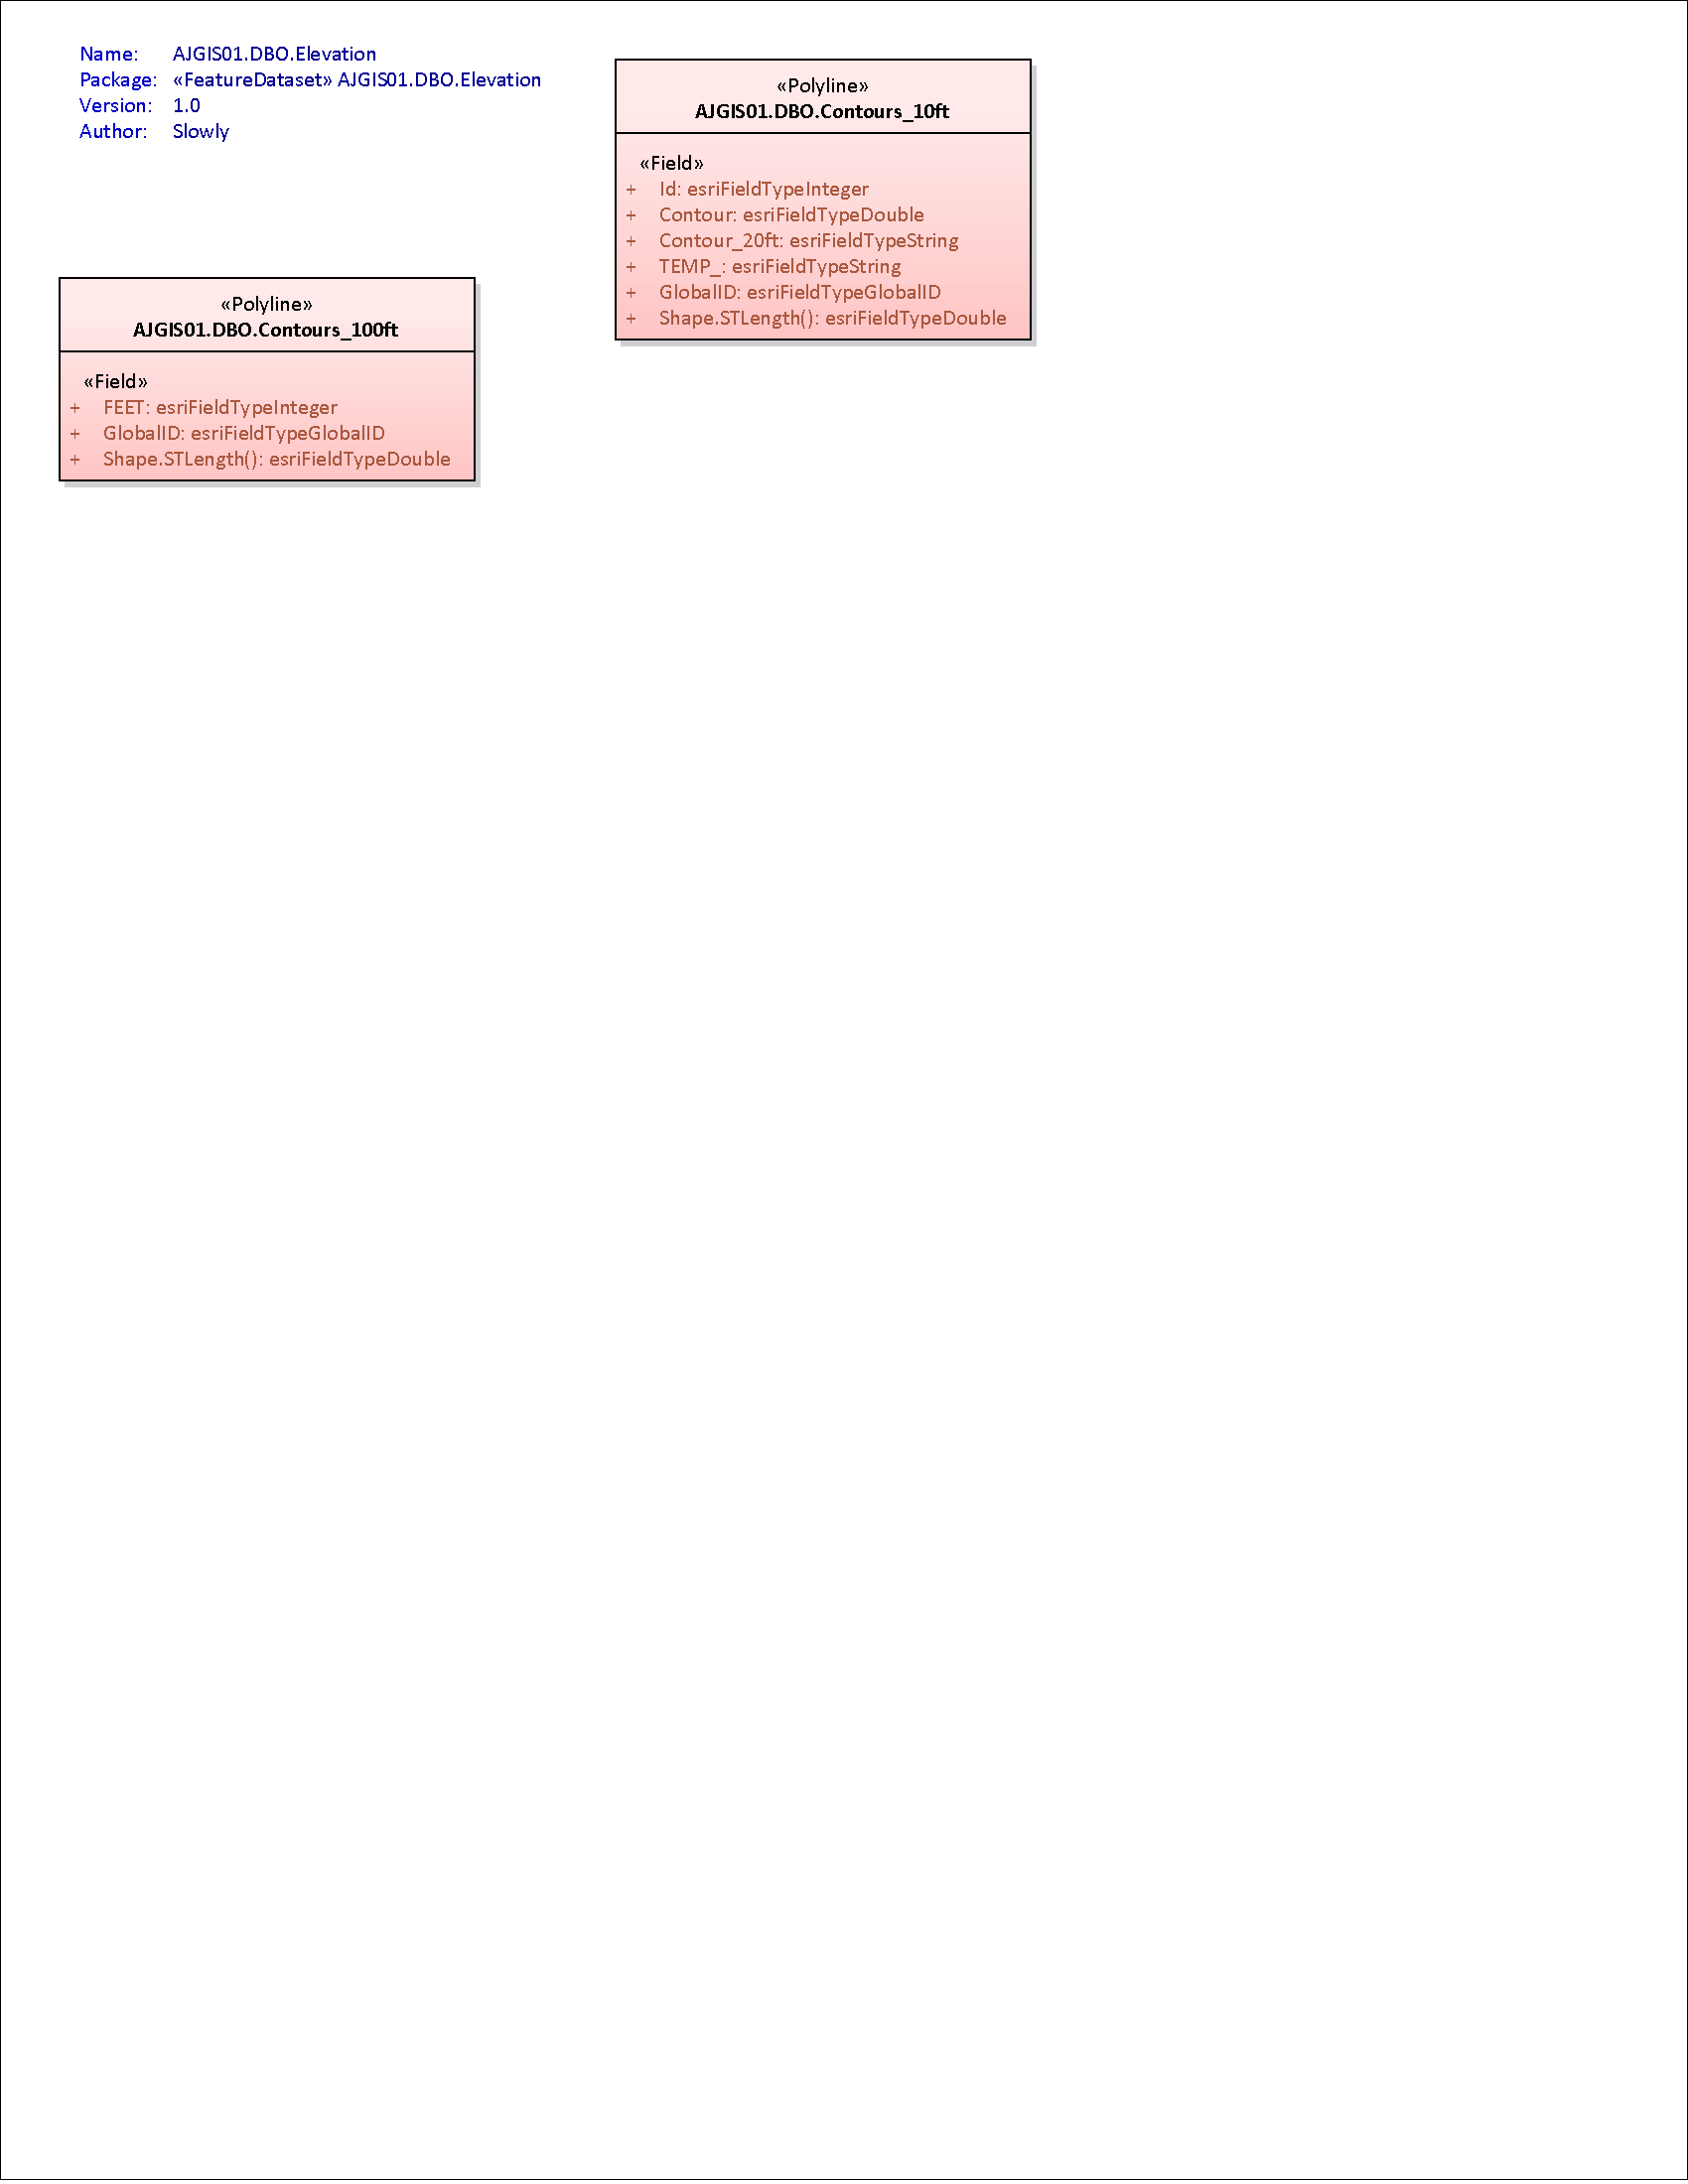 Name: AJGIS01.DBO.Elevation
Package: «FeatureDataset» AJGIS01.DBO.Elevation
Version: 1.0
Author: Slowly
«Polyline»
AJGIS01.DBO.Contours_10ft
«Field»
+ Id: esriFieldTypeInteger
+ Contour: esriFieldTypeDouble
+ Contour_20ft: esriFieldTypeString
+ TEMP_: esriFieldTypeString
+ GlobalID: esriFieldTypeGlobalID
+ Shape.STLength(): esriFieldTypeDouble
«Polyline»
AJGIS01.DBO.Contours_100ft
«Field»
+ FEET: esriFieldTypeInteger
+ GlobalID: esriFieldTypeGlobalID
+ Shape.STLength(): esriFieldTypeDouble